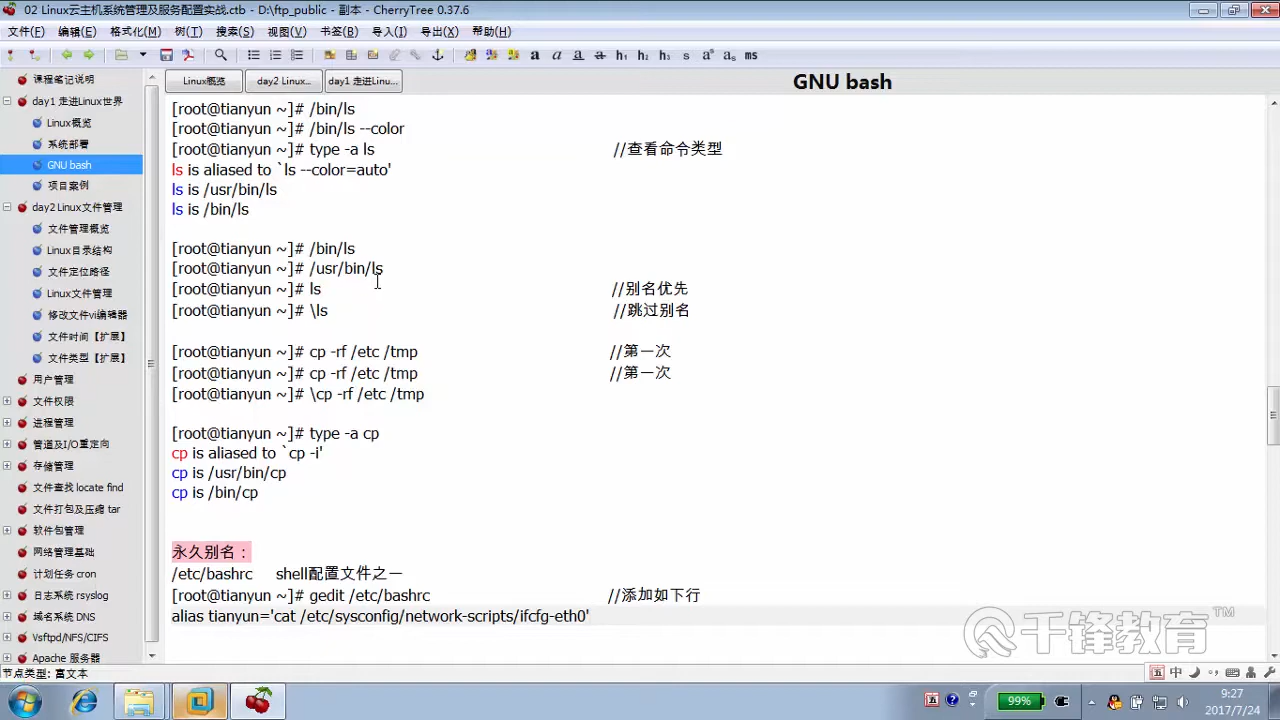 02 Linux云主机系统管理及服务配置实战.ctb - D:\ftp_public - 副本 - CherryTree 0.37.6
文件(F) 编辑(E) 格式化(M) 树(T) 搜索(S) 视图(V) 书签(B) 导入(I) 导出(X) 帮助(H)
a a a a h₁ h₂ h₃ s aˢ aₛ ms
课程笔记说明
day1 走进Linux世界
Linux概览
系统部署
GNU bash
项目案例
day2 Linux文件管理
文件管理概览
Linux目录结构
文件定位路径
Linux文件管理
修改文件vi编辑器
文件时间【扩展】
文件类型【扩展】
用户管理
文件权限
进程管理
管道及I/O重定向
存储管理
文件查找 locate find
文件打包及压缩 tar
软件包管理
网络管理基础
计划任务 cron
日志系统 rsyslog
域名系统 DNS
Vsftpd/NFS/CIFS
Apache 服务器
Linux概览 day2 Linux... day1 走进Linu...
GNU bash
[root@tianyun ~]# /bin/ls
[root@tianyun ~]# /bin/ls --color
[root@tianyun ~]# type -a ls //查看命令类型
ls is aliased to `ls --color=auto'
ls is /usr/bin/ls
ls is /bin/ls
[root@tianyun ~]# /bin/ls
[root@tianyun ~]# /usr/bin/ls
[root@tianyun ~]# ls //别名优先
[root@tianyun ~]# \ls //跳过别名
[root@tianyun ~]# cp -rf /etc /tmp //第一次
[root@tianyun ~]# cp -rf /etc /tmp //第一次
[root@tianyun ~]# \cp -rf /etc /tmp
[root@tianyun ~]# type -a cp
cp is aliased to `cp -i'
cp is /usr/bin/cp
cp is /bin/cp
永久别名：
/etc/bashrc shell配置文件之一
[root@tianyun ~]# gedit /etc/bashrc //添加如下行
alias tianyun='cat /etc/sysconfig/network-scripts/ifcfg-eth0'
千锋教育™
节点类型: 富文本
五 中
五 99%
9:27
2017/7/24